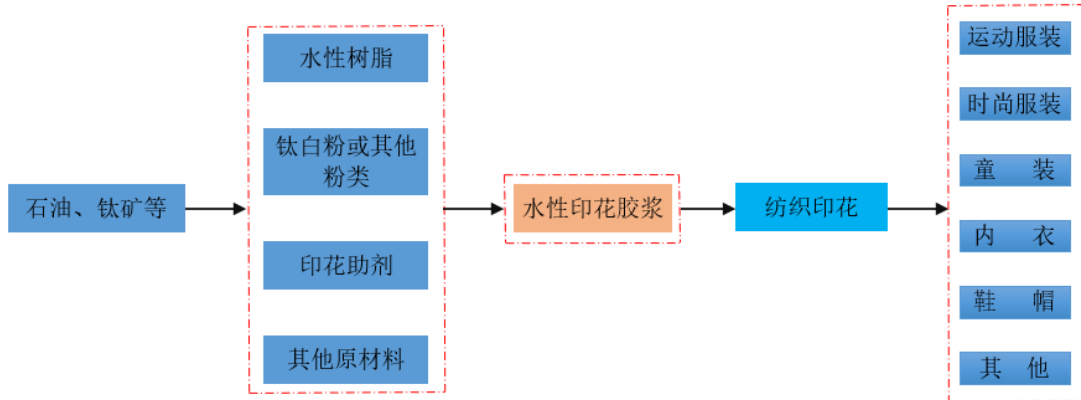 石油、钛矿等
水性树脂
钛白粉或其他
粉类
印花助剂
其他原材料
水性印花胶浆
纺织印花
运动服装
时尚服装
童 装
内 衣
鞋 帽
其 他